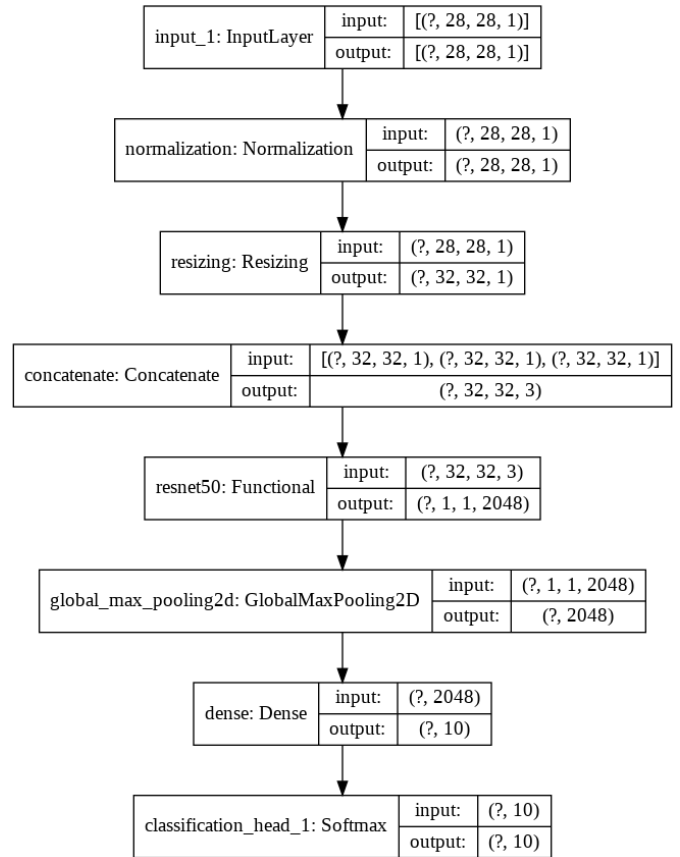 input_1: InputLayer
input: [(?, 28, 28, 1)]
output: [(?, 28, 28, 1)]
normalization: Normalization
input: (?, 28, 28, 1)
output: (?, 28, 28, 1)
resizing: Resizing
input: (?, 28, 28, 1)
output: (?, 32, 32, 1)
concatenate: Concatenate
input: [(?, 32, 32, 1), (?, 32, 32, 1), (?, 32, 32, 1)]
output: (?, 32, 32, 3)
resnet50: Functional
input: (?, 32, 32, 3)
output: (?, 1, 1, 2048)
global_max_pooling2d: GlobalMaxPooling2D
input: (?, 1, 1, 2048)
output: (?, 2048)
dense: Dense
input: (?, 2048)
output: (?, 10)
classification_head_1: Softmax
input: (?, 10)
output: (?, 10)